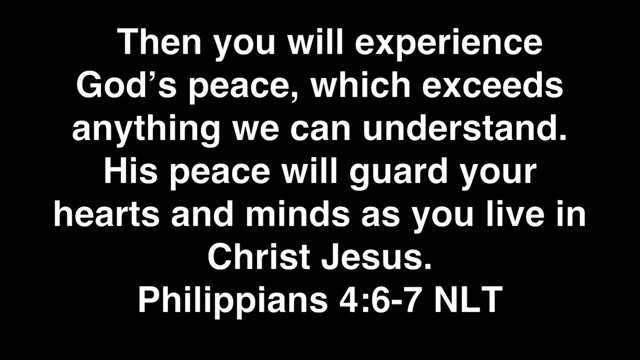 Then you will experience
God’s peace, which exceeds
anything we can understand.
His peace will guard your
hearts and minds as you live in
Christ Jesus.
Philippians 4:6-7 NLT